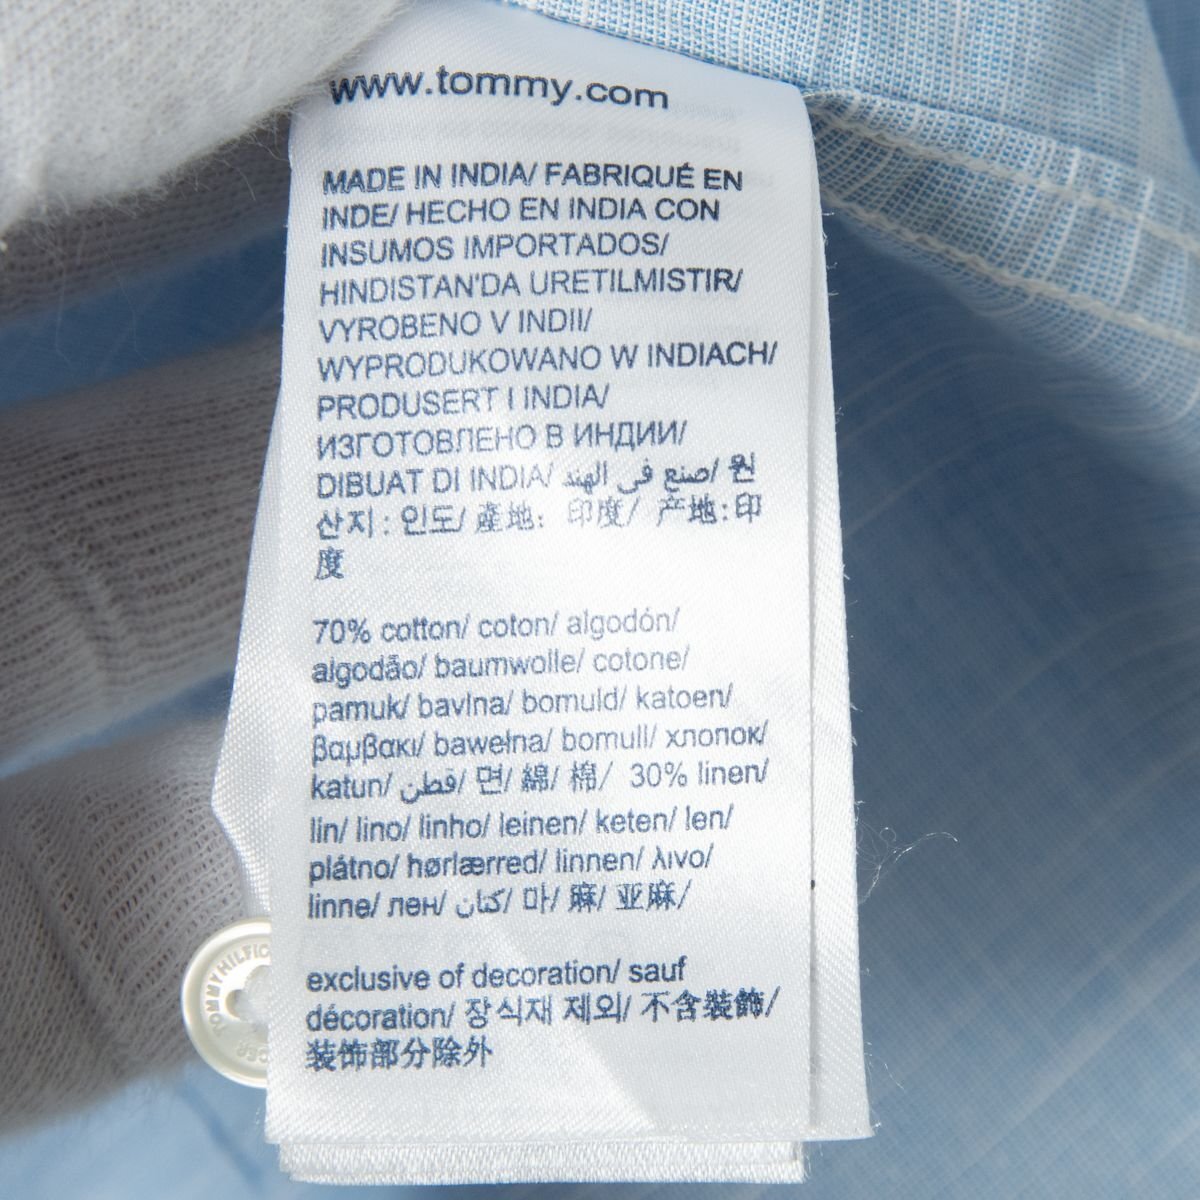 www.tommy.com
MADE IN INDIA/ FABRIQUÉ EN
INDE/ HECHO EN INDIA CON
INSUMOS IMPORTADOS/
HINDISTAN'DA URETILMISTIR/
VYROBENO V INDII/
WYPRODUKOWANO W INDIACH/
PRODUSERT I INDIA/
ИЗГОТОВЛЕНО В ИНДИИ/
DIBUAT DI INDIA/ صنع في الهند/ 원
산지 : 인도/ 產地: 印度/ 产地:印
度
70% cotton/ coton/ algodón/
algodão/ baumwolle/ cotone/
pamuk/ bavlna/ bomuld/ katoen/
βαμβακι/ bawełna/ bomull/ хлопок/
katun/ قطن/ 면/ 綿/ 棉/ 30% linen/
lin/ lino/ linho/ leinen/ keten/ len/
plátno/ hørlærred/ linnen/ λινο/
linne/ лен/ كتان/ 마/ 麻/ 亚麻/
exclusive of decoration/ sauf
décoration/ 장식재 제외/ 不含裝飾/
装饰部分除外
TOMMY HILFIG